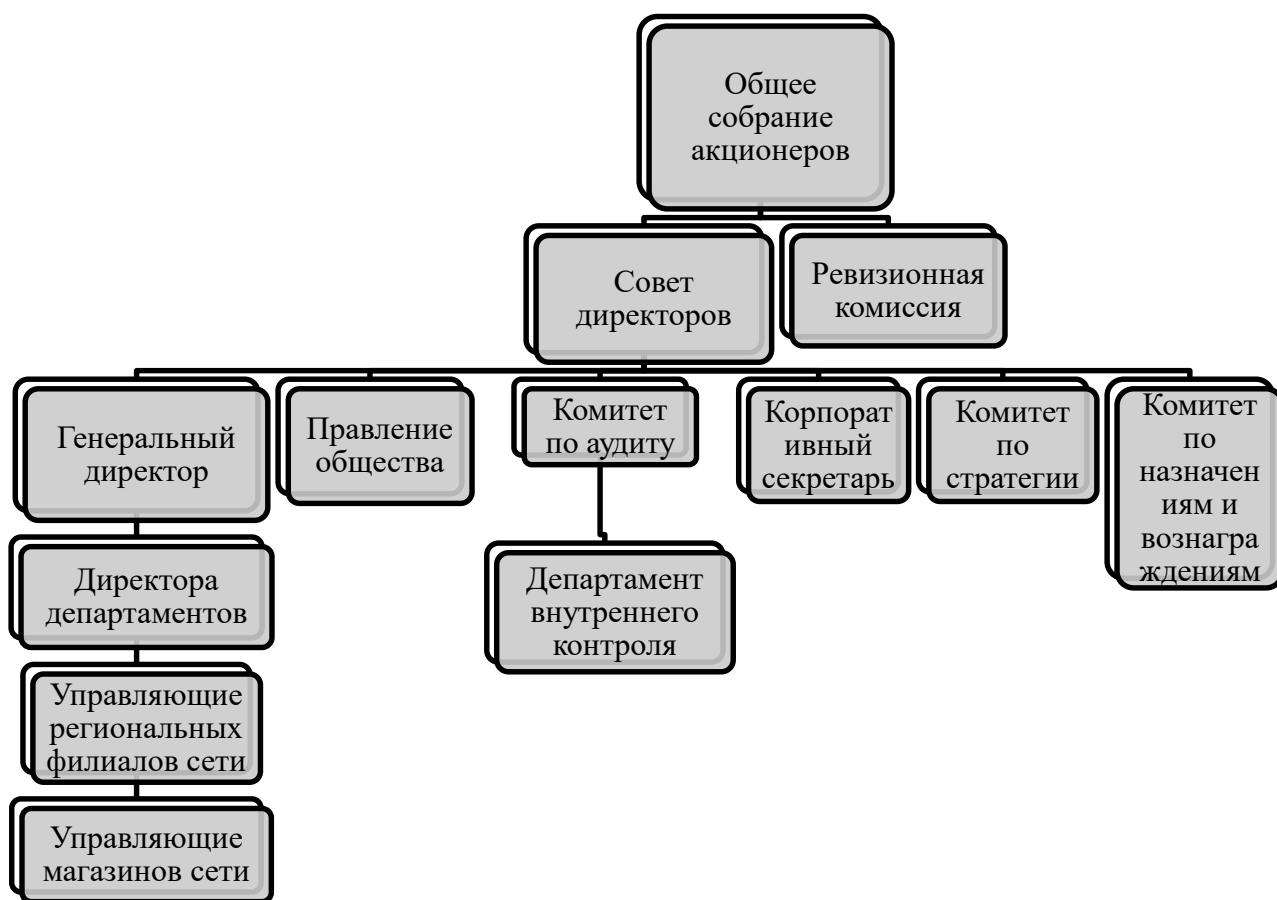 Общее
собрание
акционеров
Совет
директоров
Ревизионная
комиссия
Генеральный
директор
Правление
общества
Комитет
по аудиту
Корпорат
ивный
секретарь
Комитет
по
стратегии
Комитет
по
назначен
иям и
вознагра
ждениям
Директора
департаментов
Департамент
внутреннего
контроля
Управляющие
региональных
филиалов сети
Управляющие
магазинов сети